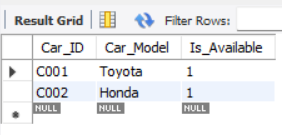 Result Grid Filter Rows:
Car_ID Car_Model Is_Available
C001 Toyota 1
C002 Honda 1
NULL NULL NULL